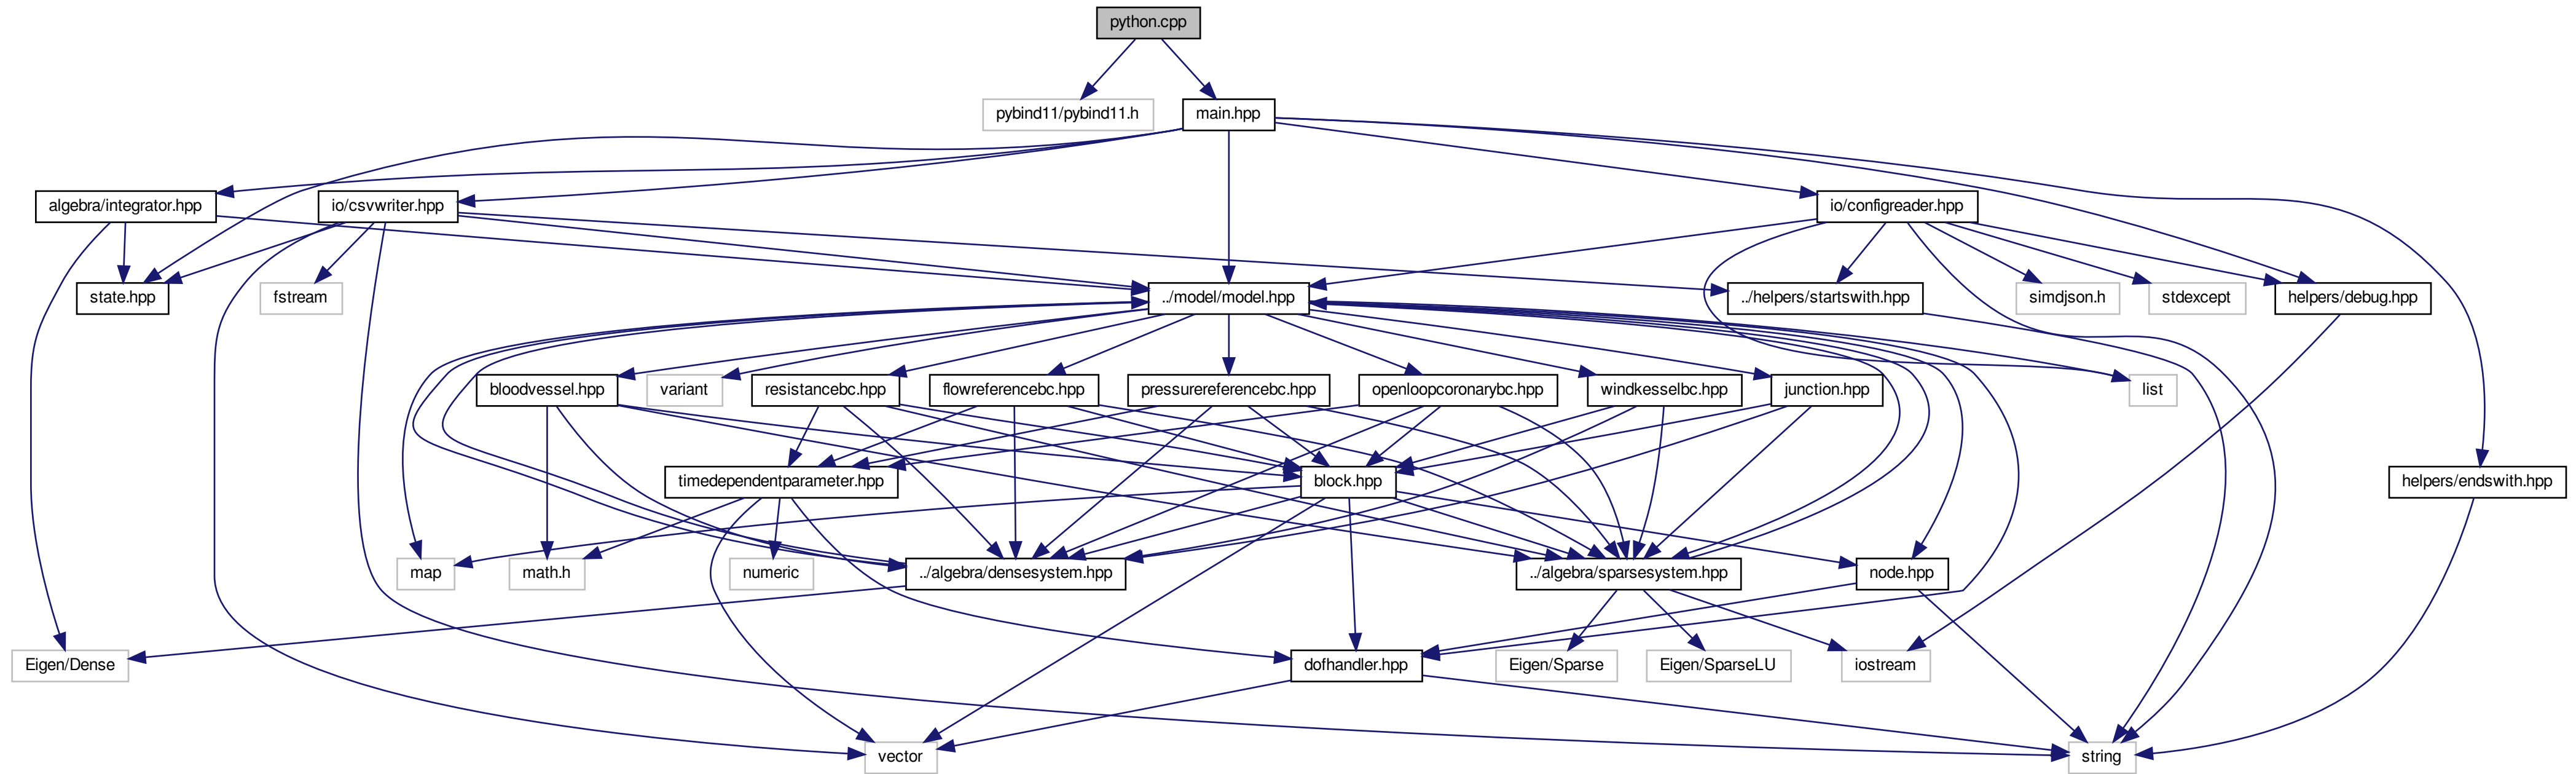 python.cpp
pybind11/pybind11.h
main.hpp
algebra/integrator.hpp
io/csvwriter.hpp
io/configreader.hpp
state.hpp
fstream
../model/model.hpp
../helpers/startswith.hpp
simdjson.h
stdexcept
helpers/debug.hpp
bloodvessel.hpp
variant
resistancebc.hpp
flowreferencebc.hpp
pressurereferencebc.hpp
openloopcoronarybc.hpp
windkesselbc.hpp
junction.hpp
list
timedependentparameter.hpp
block.hpp
helpers/endswith.hpp
map
math.h
numeric
../algebra/densesystem.hpp
../algebra/sparsesystem.hpp
node.hpp
Eigen/Dense
dofhandler.hpp
Eigen/Sparse
Eigen/SparseLU
iostream
vector
string